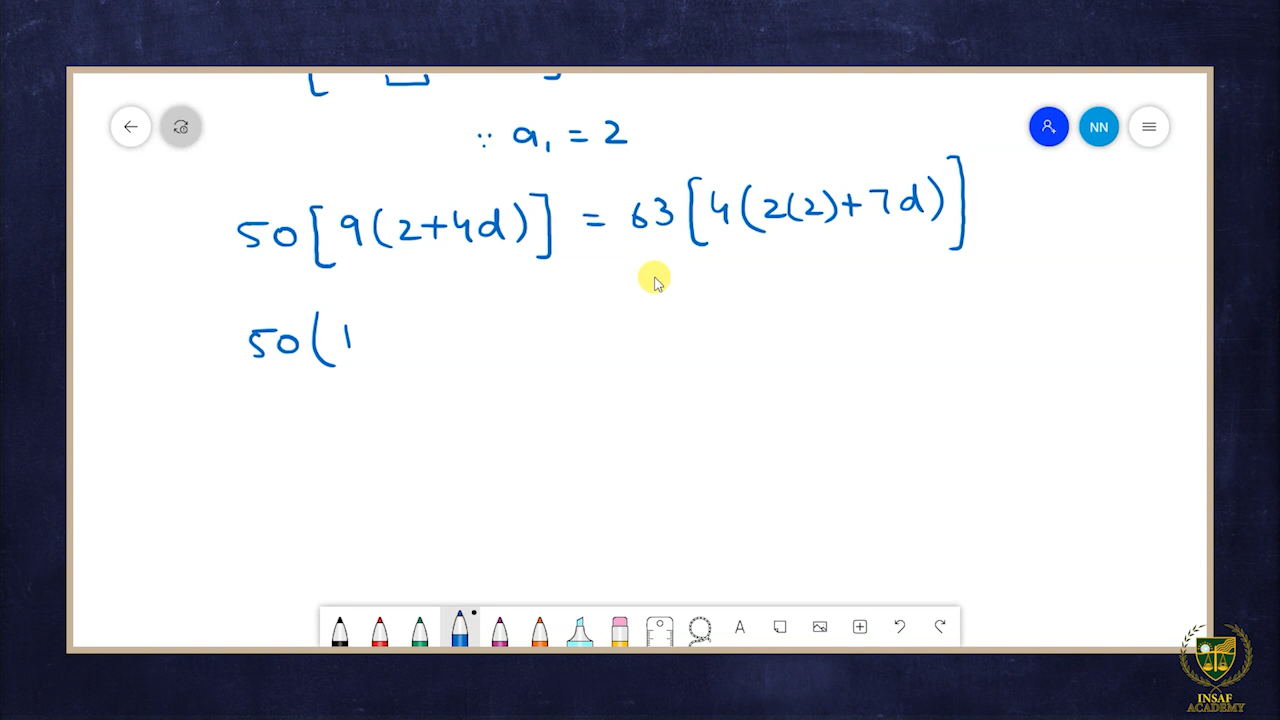 ∵ a₁ = 2
NN
50[9(2+4d)] = 63[4(2(2)+7d)]
50(1
A
INSAF
ACADEMY